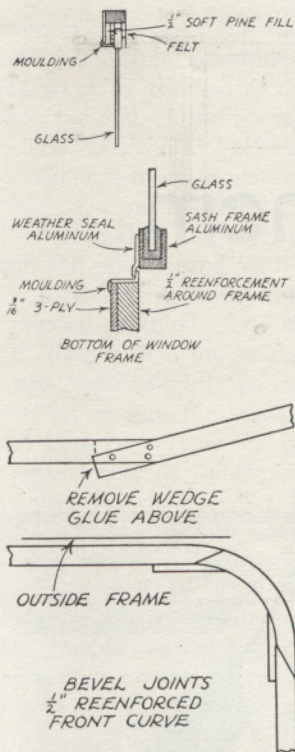 1/2" SOFT PINE FILL
FELT
MOULDING
GLASS
GLASS
WEATHER SEAL
ALUMINUM
SASH FRAME
ALUMINUM
MOULDING
3/16" 3-PLY
1/2" REENFORCEMENT
AROUND FRAME
BOTTOM OF WINDOW
FRAME
REMOVE WEDGE
GLUE ABOVE
OUTSIDE FRAME
BEVEL JOINTS
1/2" REENFORCED
FRONT CURVE